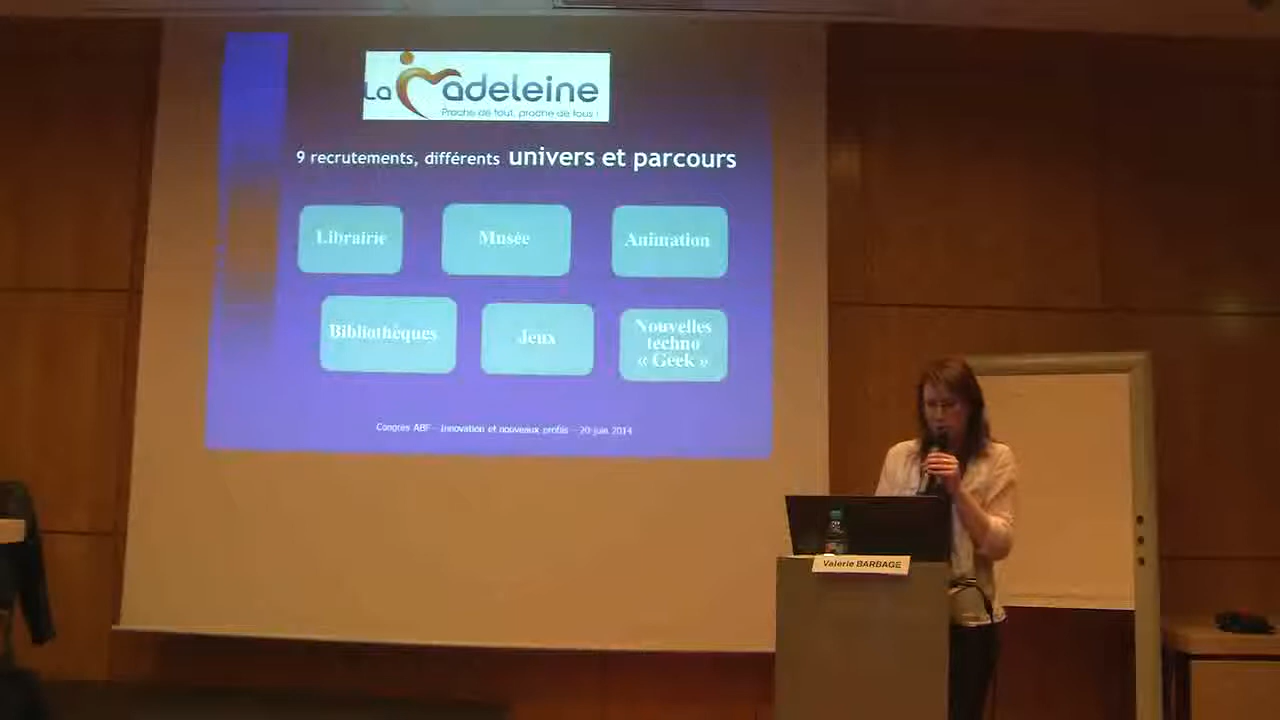 La Madeleine
Proche de tout, proche de tous !
9 recrutements, différents univers et parcours
Librairie
Musée
Animation
Bibliothèques
Jeux
Nouvelles
techno
« Geek »
Congrès ABF - Innovation et nouveaux profils - 20 juin 2014
Valérie BARBAGE